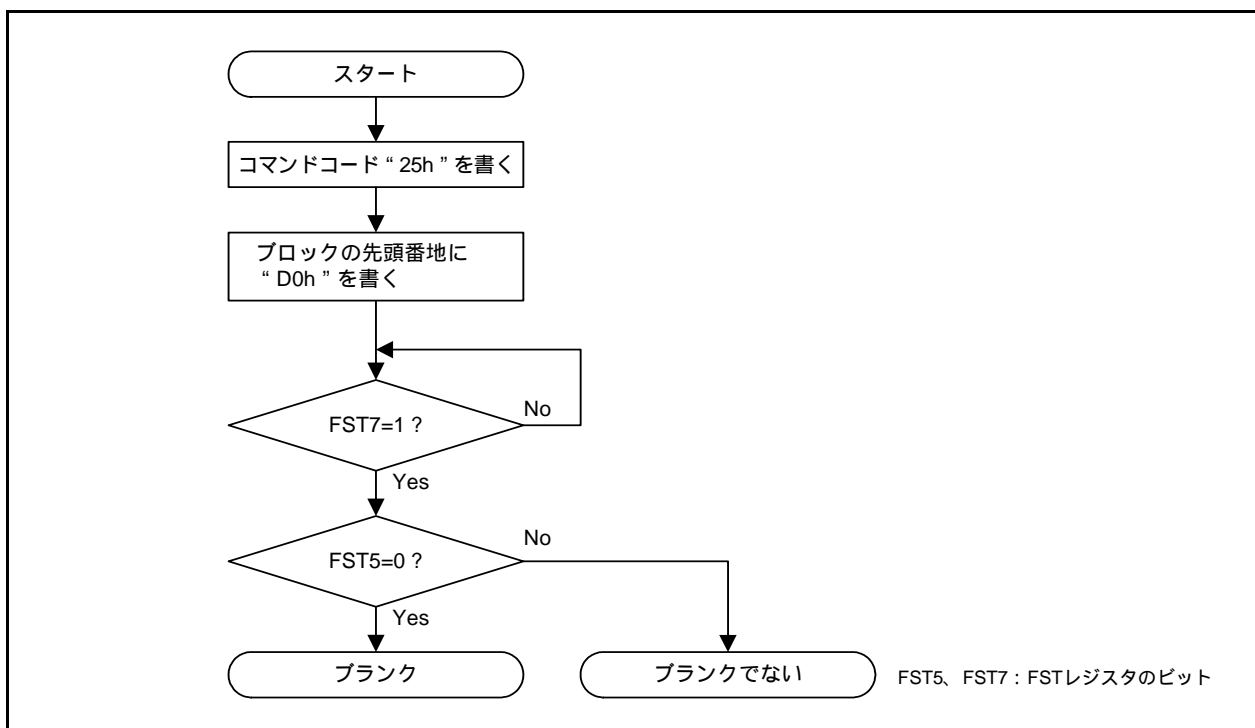 スタート
コマンドコード“ 25h ”を書く
ブロックの先頭番地に
“ D0h ”を書く
FST7=1 ?
No
Yes
FST5=0 ?
No
Yes
ブランク
ブランクでない
FST5、FST7 : FSTレジスタのビット